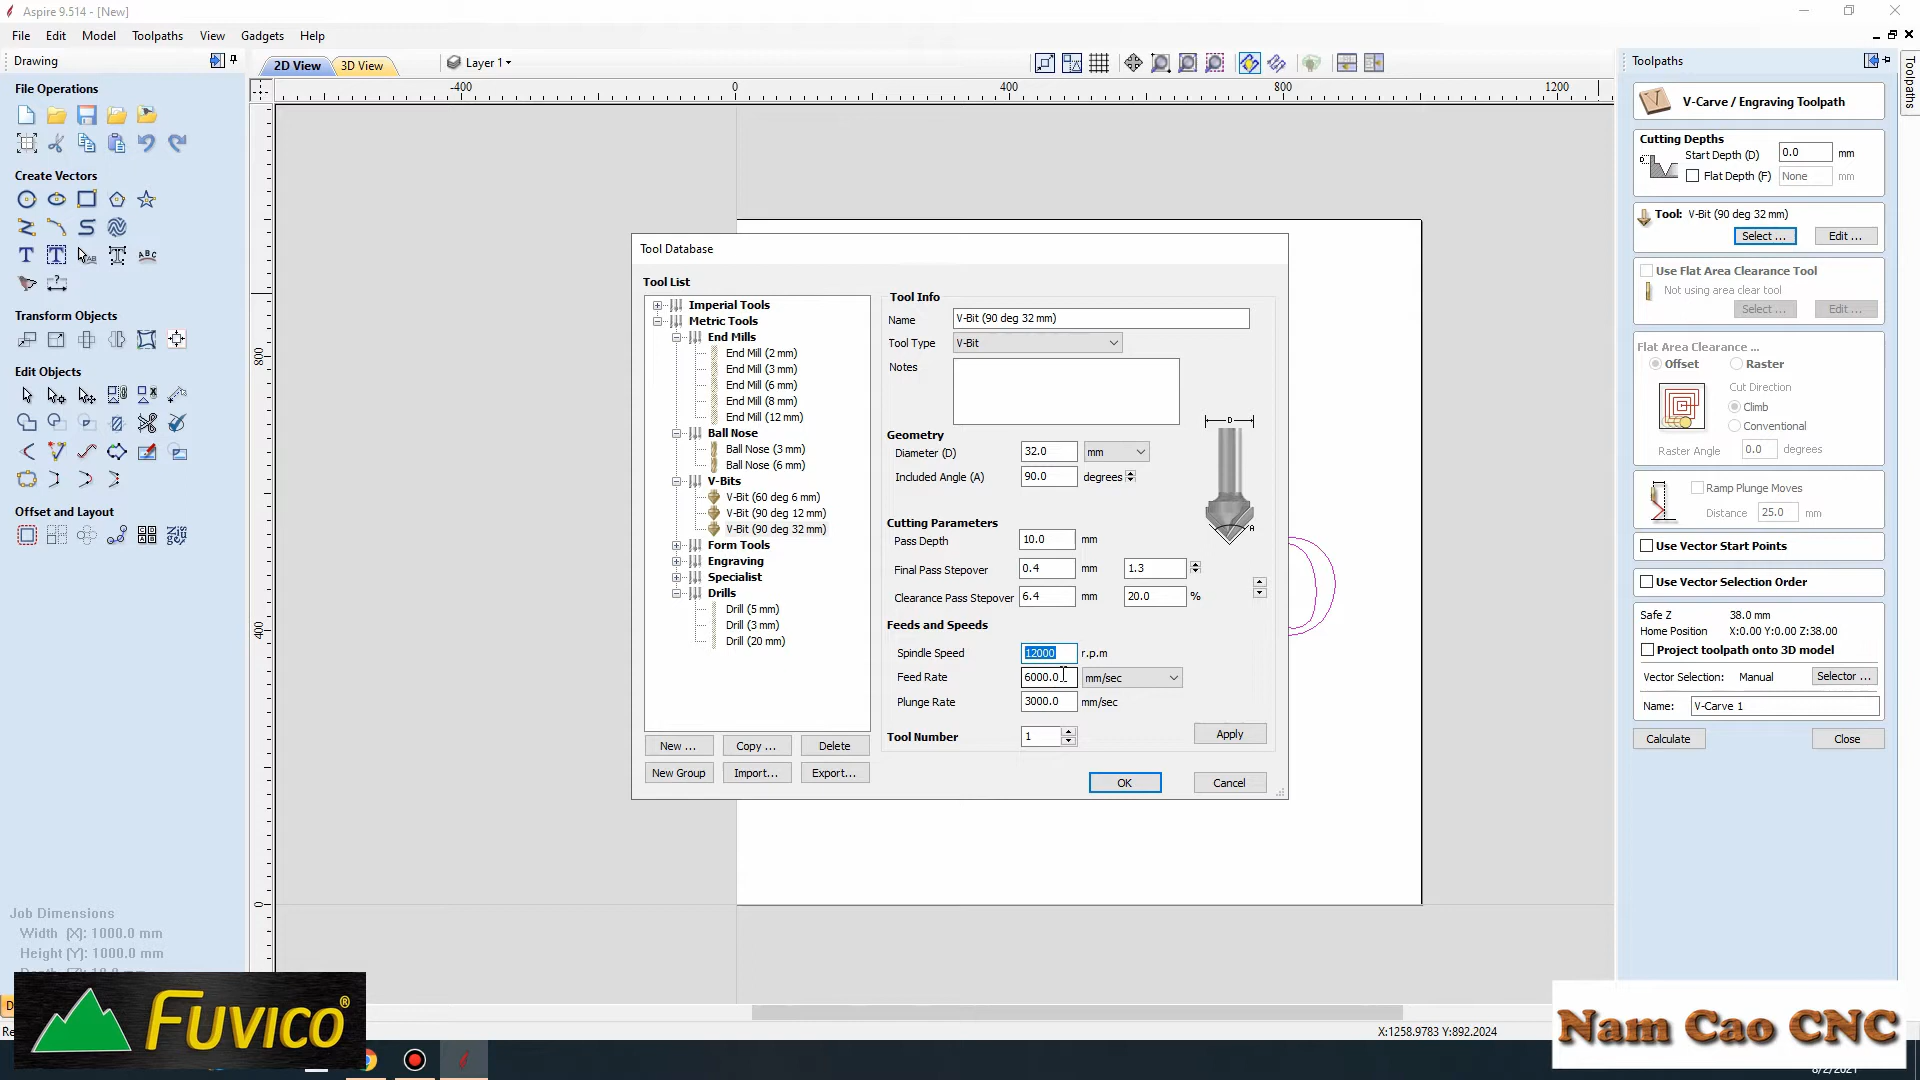 Aspire 9.514 - [New]
File Edit Model Toolpaths View Gadgets Help
Drawing
File Operations
Create Vectors
Transform Objects
Edit Objects
Offset and Layout
Job Dimensions
Width (X): 1000.0 mm
Height (Y): 1000.0 mm
2D View 3D View Layer 1
-400 0 400 800 1200
800
400
0
Tool Database
Tool List
Imperial Tools
Metric Tools
End Mills
End Mill (2 mm)
End Mill (3 mm)
End Mill (6 mm)
End Mill (8 mm)
End Mill (12 mm)
Ball Nose
Ball Nose (3 mm)
Ball Nose (6 mm)
V-Bits
V-Bit (60 deg 6 mm)
V-Bit (90 deg 12 mm)
V-Bit (90 deg 32 mm)
Form Tools
Engraving
Specialist
Drills
Drill (5 mm)
Drill (3 mm)
Drill (20 mm)
New ... Copy ... Delete
New Group Import... Export...
Tool Info
Name V-Bit (90 deg 32 mm)
Tool Type V-Bit
Notes
D
A
Geometry
Diameter (D) 32.0 mm
Included Angle (A) 90.0 degrees
Cutting Parameters
Pass Depth 10.0 mm
Final Pass Stepover 0.4 mm 1.3
Clearance Pass Stepover 6.4 mm 20.0 %
Feeds and Speeds
Spindle Speed 12000 r.p.m
Feed Rate 6000.0 mm/sec
Plunge Rate 3000.0 mm/sec
Tool Number 1 Apply
OK Cancel
Toolpaths
Toolpaths
V-Carve / Engraving Toolpath
Cutting Depths
Start Depth (D) 0.0 mm
Flat Depth (F) None mm
Tool: V-Bit (90 deg 32 mm)
Select ... Edit ...
Use Flat Area Clearance Tool
Not using area clear tool
Select ... Edit ...
Flat Area Clearance ...
Offset Raster
Cut Direction
Climb
Conventional
Raster Angle 0.0 degrees
Ramp Plunge Moves
Distance 25.0 mm
Use Vector Start Points
Use Vector Selection Order
Safe Z 38.0 mm
Home Position X:0.00 Y:0.00 Z:38.00
Project toolpath onto 3D model
Vector Selection: Manual Selector ...
Name: V-Carve 1
Calculate Close
X:1258.9783 Y:892.2024
FUVICO®
Nam Cao CNC